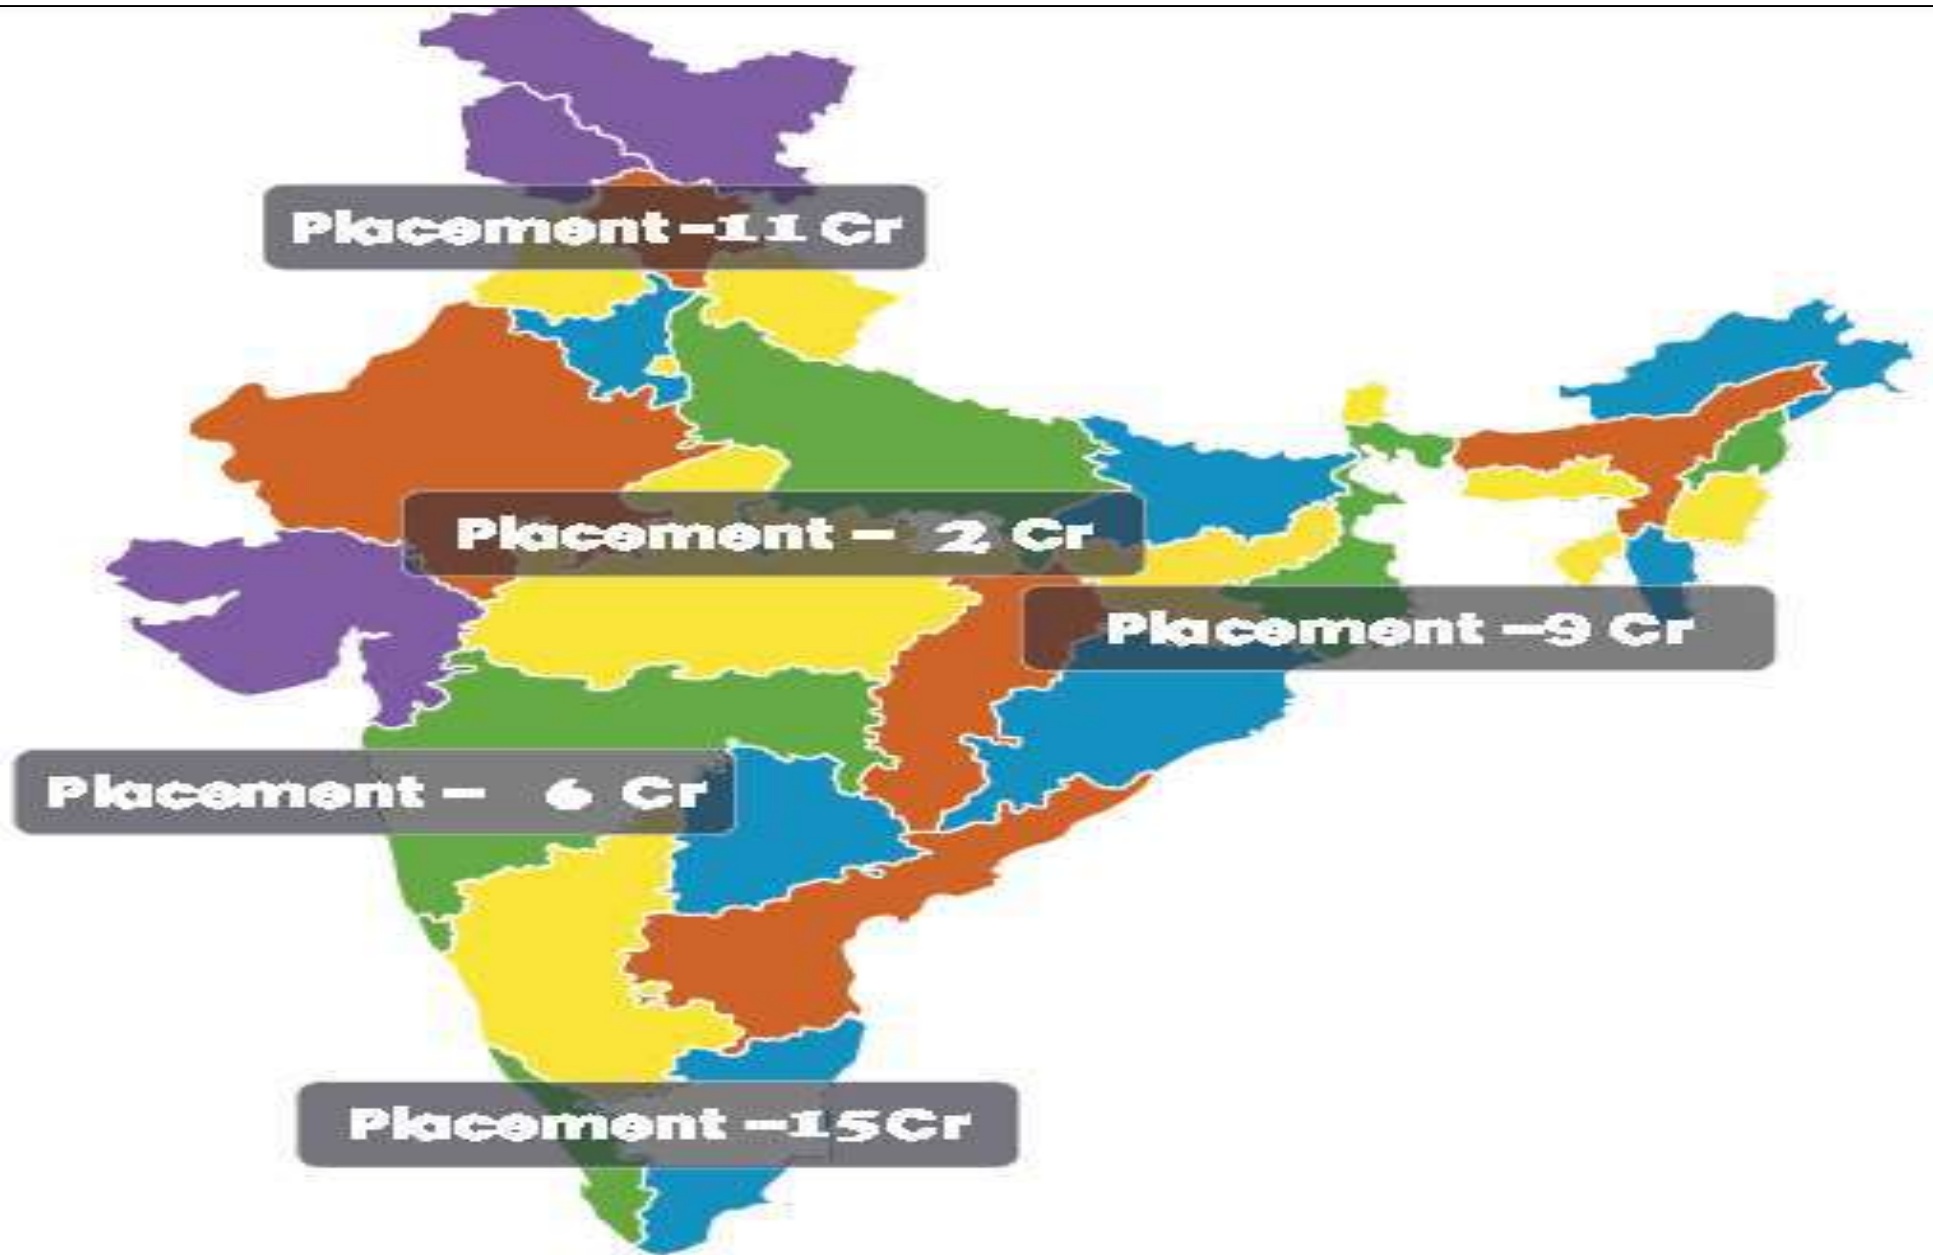 Placement -11 Cr
Placement - 2 Cr
Placement -9 Cr
Placement - 6 Cr
Placement -15Cr